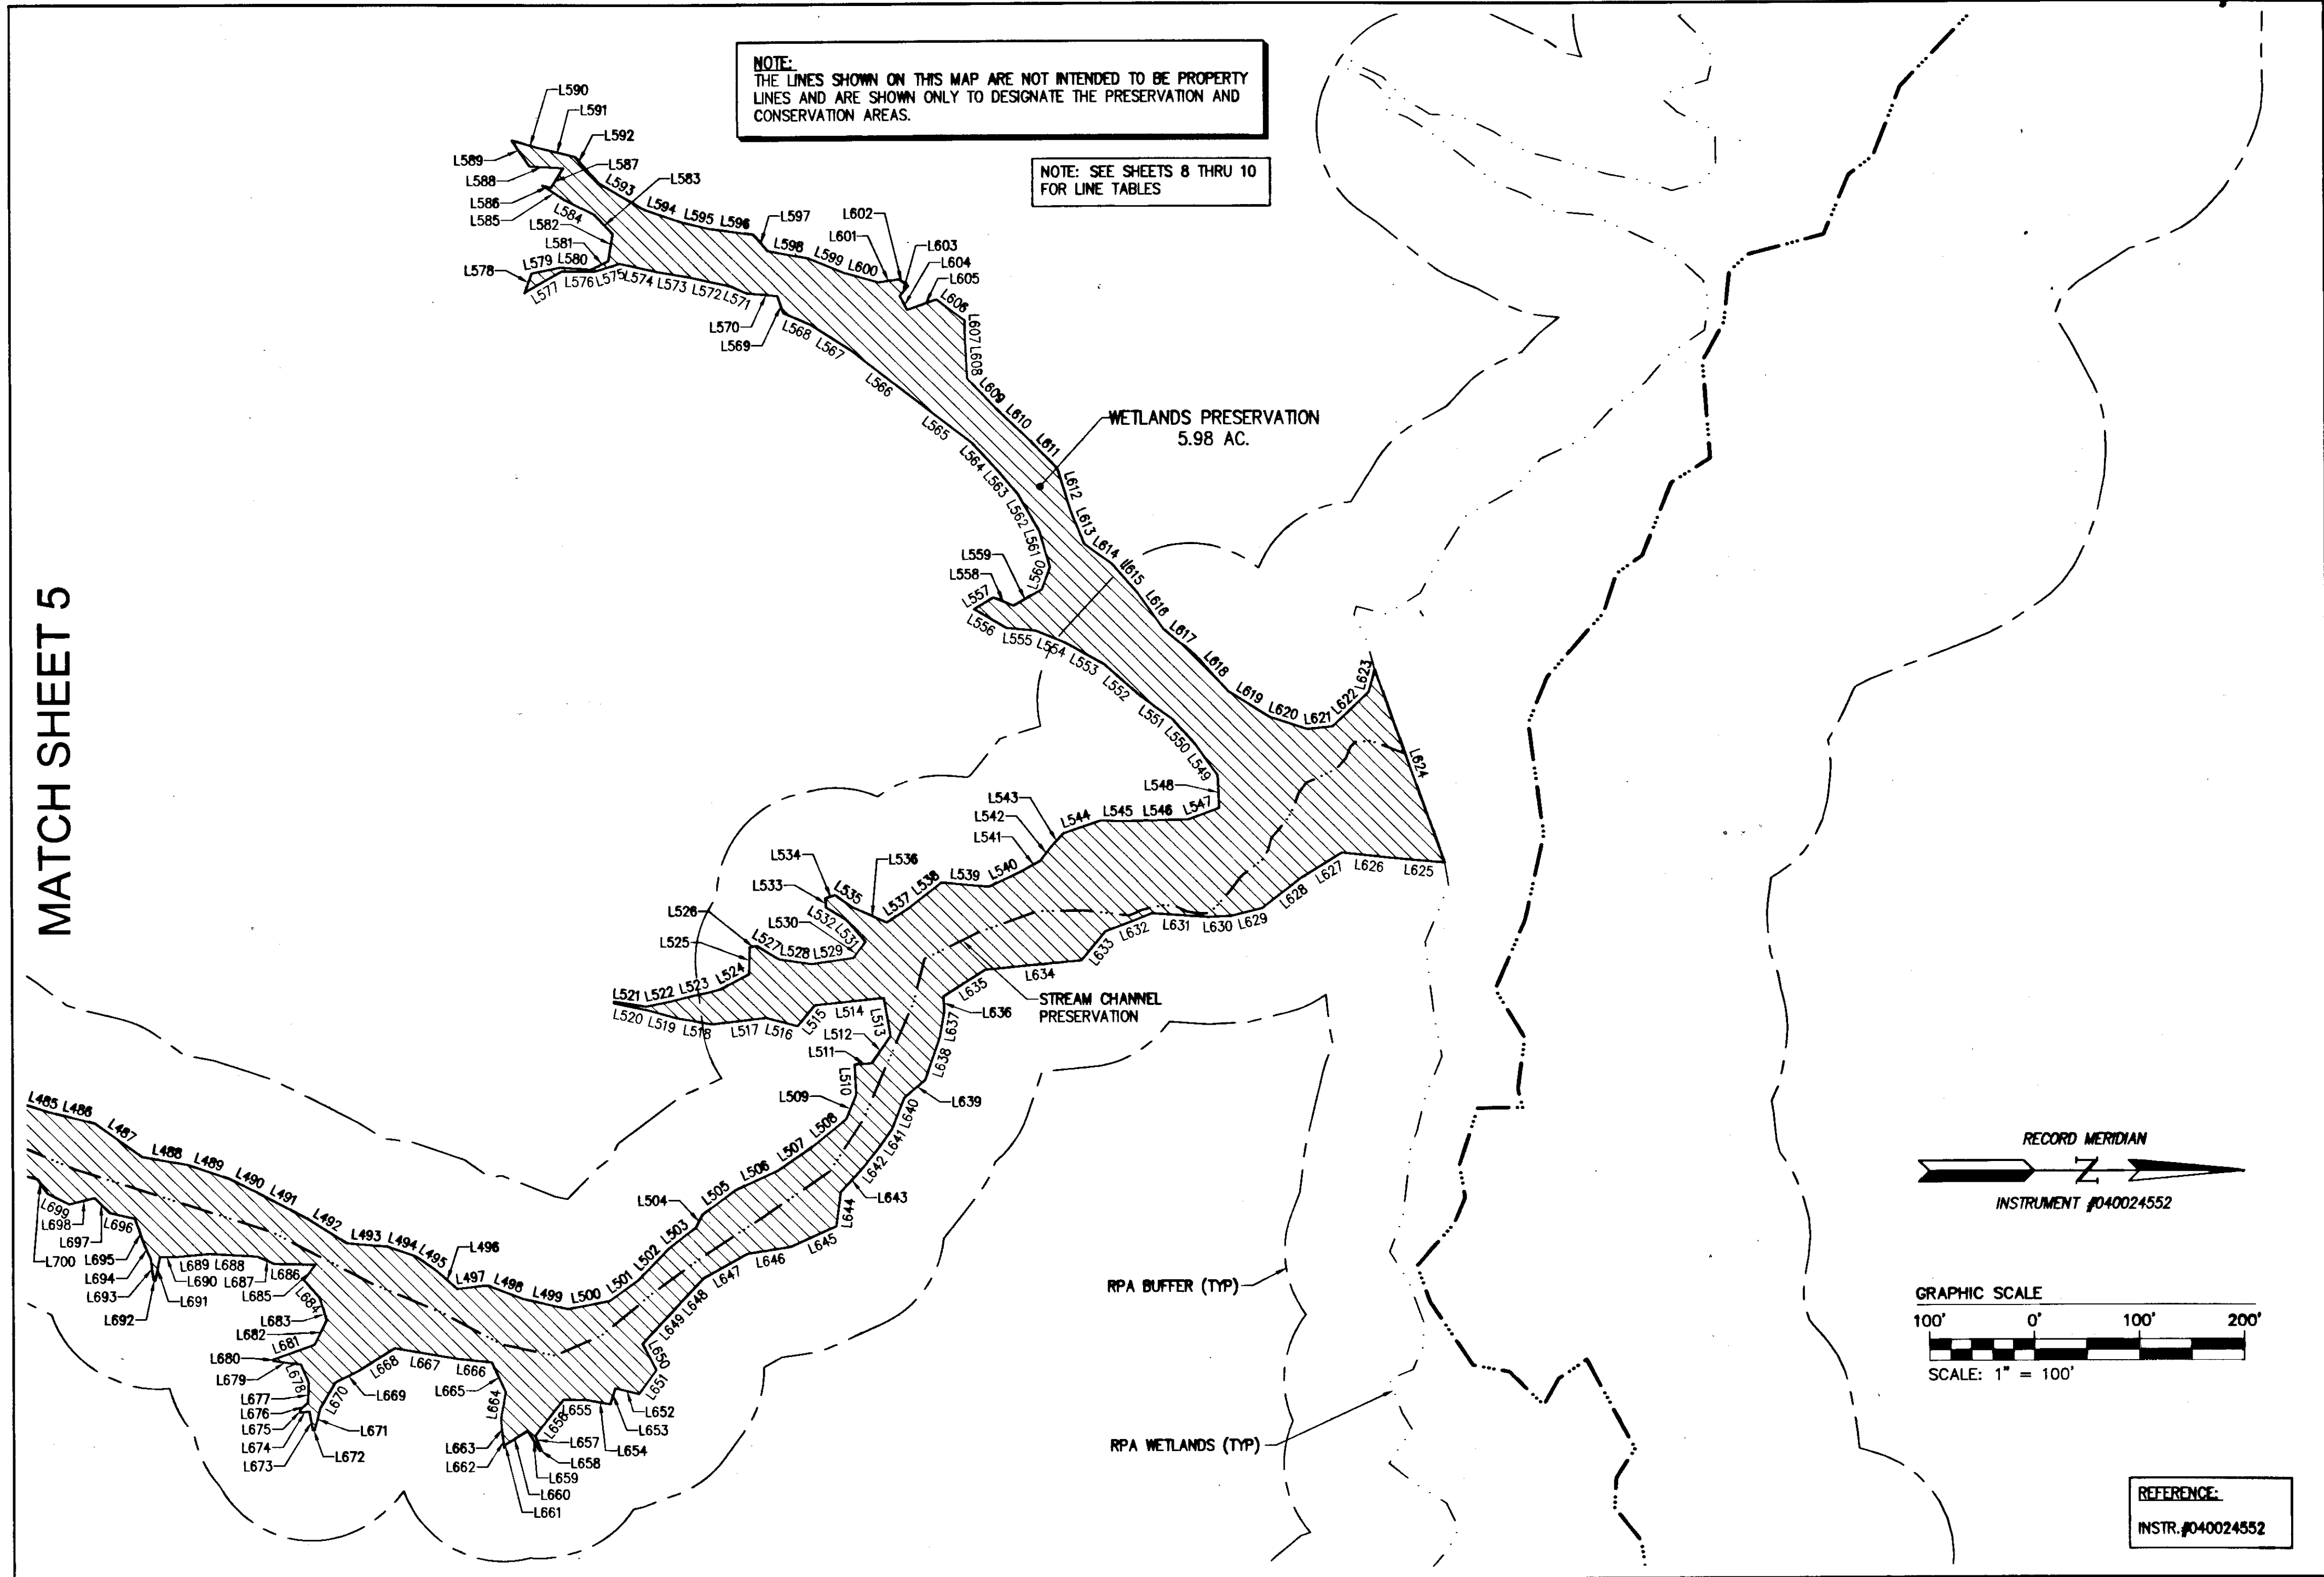 NOTE:
THE LINES SHOWN ON THIS MAP ARE NOT INTENDED TO BE PROPERTY
LINES AND ARE SHOWN ONLY TO DESIGNATE THE PRESERVATION AND
CONSERVATION AREAS.
NOTE: SEE SHEETS 8 THRU 10
FOR LINE TABLES
L590
L591
L592
L589
L587
L588
L583
L593
L586
L585
L584
L594
L595
L596
L597
L582
L581
L598
L602
L601
L603
L604
L605
L599
L600
L606
L578
L579
L580
L577
L576
L575
L574
L573
L572
L571
L570
L569
L568
L567
L607
L608
L566
L609
L610
L611
L565
WETLANDS PRESERVATION
5.98 AC.
L564
L563
L562
L561
L560
L612
L613
L614
L615
L559
L558
L557
L556
L555
L554
L553
L552
L616
L617
L618
L551
L550
L549
L548
L547
L619
L620
L621
L622
L623
L624
MATCH SHEET 5
L543
L542
L541
L544
L545
L546
L534
L533
L535
L536
L537
L538
L539
L540
L532
L531
L530
L526
L525
L527
L528
L529
L521
L522
L523
L524
L520
L519
L518
L517
L516
L515
L514
L513
L512
L511
L510
L509
L625
L626
L627
L628
L629
L630
L631
L632
L633
L634
L635
L636
L637
L638
L639
L640
L641
L642
L643
L644
L645
STREAM CHANNEL
PRESERVATION
L485
L486
L487
L488
L489
L490
L491
L492
L493
L494
L495
L496
L497
L498
L499
L500
L501
L502
L503
L504
L505
L506
L507
L508
L646
L647
L648
L649
L650
L651
L652
L653
L654
L655
L656
L657
L658
L659
L660
L661
L662
L663
L664
L665
L666
L667
L668
L669
L670
L671
L672
L673
L674
L675
L676
L677
L678
L679
L680
L681
L682
L683
L684
L685
L686
L687
L688
L689
L690
L691
L692
L693
L694
L695
L696
L697
L698
L699
L700
RPA BUFFER (TYP)
RPA WETLANDS (TYP)
RECORD MERIDIAN
N
INSTRUMENT #040024552
GRAPHIC SCALE
100' 0' 100' 200'
SCALE: 1" = 100'
REFERENCE:
INSTR.#040024552